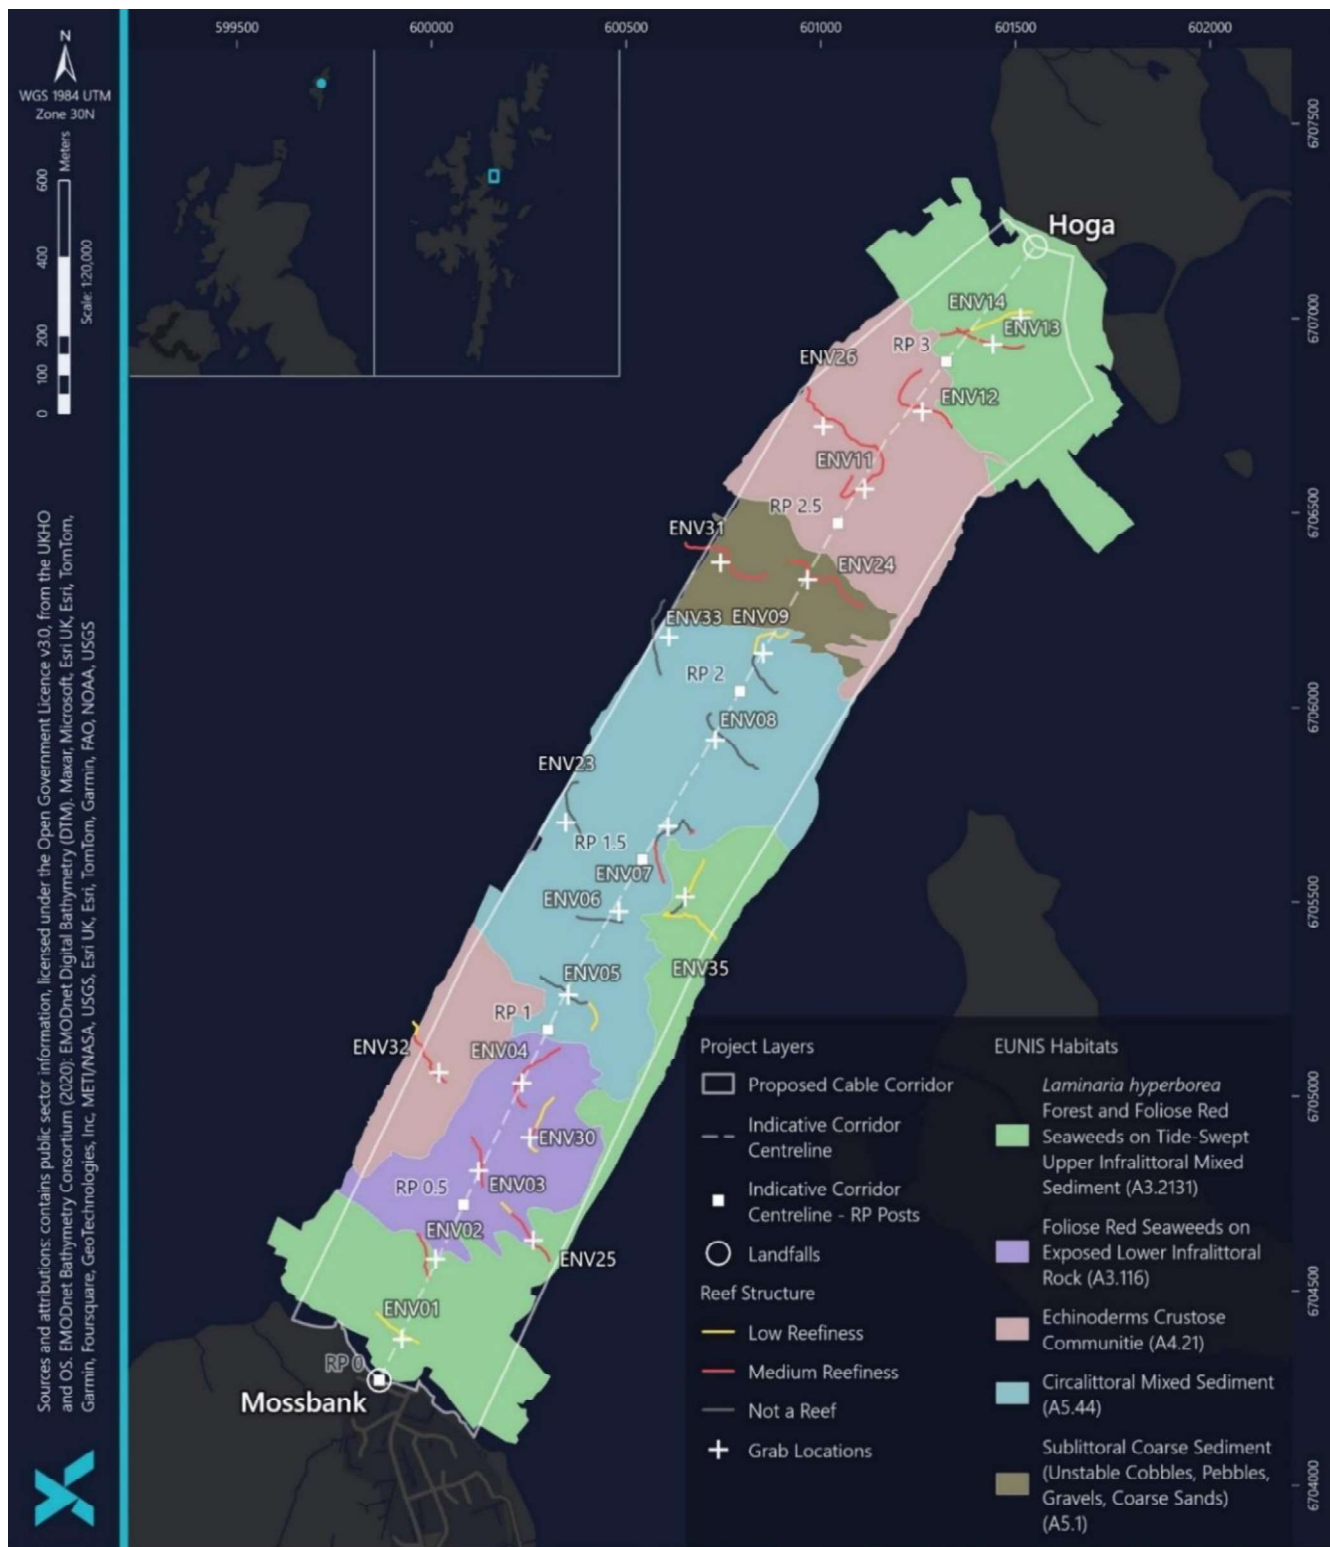 599500
600000
600500
601000
601500
602000
N
WGS 1984 UTM
Zone 30N
Meters
600
400
200
100
0
Scale: 1:20,000
Sources and attributions: contains public sector information, licensed under the Open Government Licence v3.0, from the UKHO
and OS. EMODnet Bathymetry Consortium (2020): EMODnet Digital Bathymetry (DTM). Maxar, Microsoft, Esri UK, Esri, TomTom,
Garmin, Foursquare, GeoTechnologies, Inc, METI/NASA, USGS, Esri UK, Esri, TomTom, Garmin, FAO, NOAA, USGS
6707500
6707000
6706500
6706000
6705500
6705000
6704500
6704000
Hoga
ENV14
ENV13
RP 3
ENV26
ENV12
ENV11
RP 2.5
ENV31
ENV24
ENV33
ENV09
RP 2
ENV08
ENV23
RP 1.5
ENV07
ENV06
ENV35
ENV05
RP 1
ENV32
ENV04
ENV30
ENV03
RP 0.5
ENV02
ENV25
ENV01
RP 0
Mossbank
Project Layers
Proposed Cable Corridor
Indicative Corridor
Centreline
Indicative Corridor
Centreline - RP Posts
Landfalls
Reef Structure
Low Reefiness
Medium Reefiness
Not a Reef
Grab Locations
EUNIS Habitats
Laminaria hyperborea
Forest and Foliose Red
Seaweeds on Tide-Swept
Upper Infralittoral Mixed
Sediment (A3.2131)
Foliose Red Seaweeds on
Exposed Lower Infralittoral
Rock (A3.116)
Echinoderms Crustose
Communitie (A4.21)
Circalittoral Mixed Sediment
(A5.44)
Sublittoral Coarse Sediment
(Unstable Cobbles, Pebbles,
Gravels, Coarse Sands)
(A5.1)